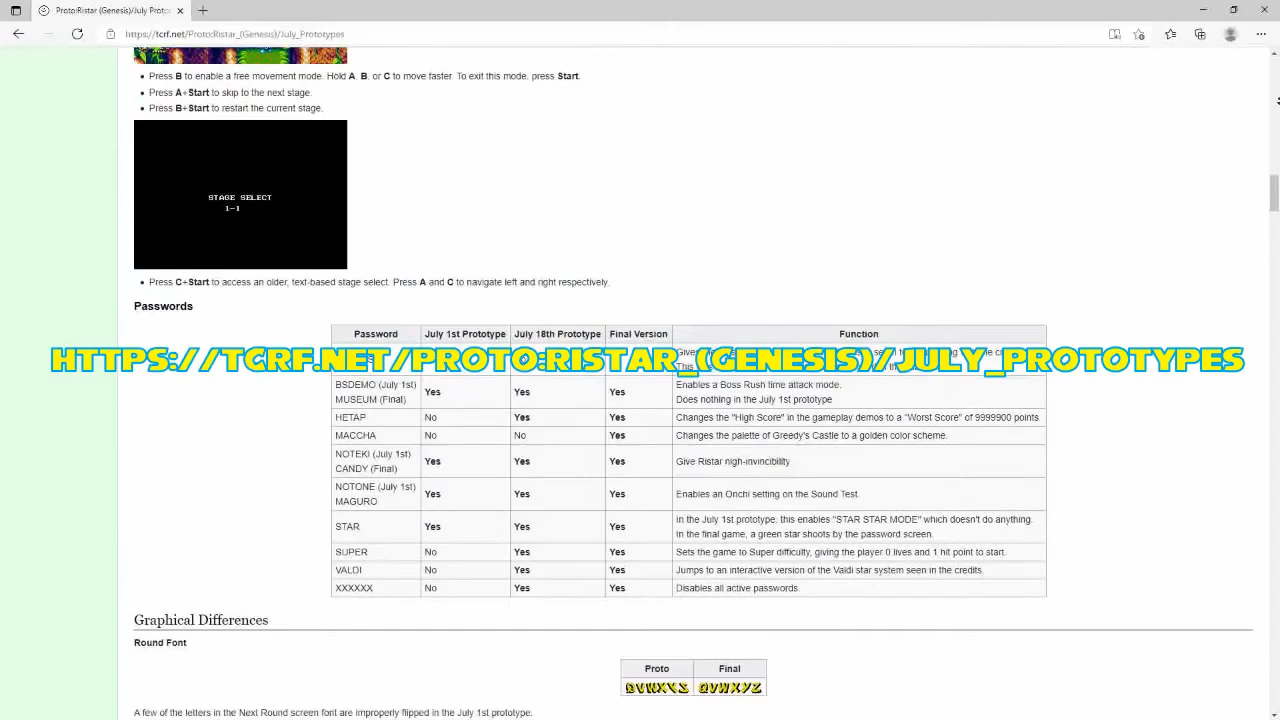 Proto:Ristar (Genesis)/July Protot
https://tcrf.net/Proto:Ristar_(Genesis)/July_Prototypes
Press B to enable a free movement mode. Hold A, B, or C to move faster. To exit this mode, press Start.
Press A+Start to skip to the next stage.
Press B+Start to restart the current stage.
STAGE SELECT
1-1
Press C+Start to access an older, text-based stage select. Press A and C to navigate left and right respectively.
Passwords
Password July 1st Prototype July 18th Prototype Final Version Function
HTTPS://TCRF.NET/PROTO:RISTAR_(GENESIS)//JULY_PROTOTYPES
BSDEMO (July 1st)
MUSEUM (Final) Yes Yes Yes Enables a Boss Rush time attack mode.
Does nothing in the July 1st prototype
HETAP No Yes Yes Changes the "High Score" in the gameplay demos to a "Worst Score" of 9999900 points.
MACCHA No No Yes Changes the palette of Greedy's Castle to a golden color scheme.
NOTEKI (July 1st)
CANDY (Final) Yes Yes Yes Give Ristar nigh-invincibility
NOTONE (July 1st)
MAGURO Yes Yes Yes Enables an Onchi setting on the Sound Test.
STAR Yes Yes Yes In the July 1st prototype, this enables "STAR STAR MODE" which doesn't do anything.
In the final game, a green star shoots by the password screen.
SUPER No Yes Yes Sets the game to Super difficulty, giving the player 0 lives and 1 hit point to start.
VALDI No Yes Yes Jumps to an interactive version of the Valdi star system seen in the credits.
XXXXXX No Yes Yes Disables all active passwords.
Graphical Differences
Round Font
Proto Final
QVWXYZ QVWXYZ
A few of the letters in the Next Round screen font are improperly flipped in the July 1st prototype.